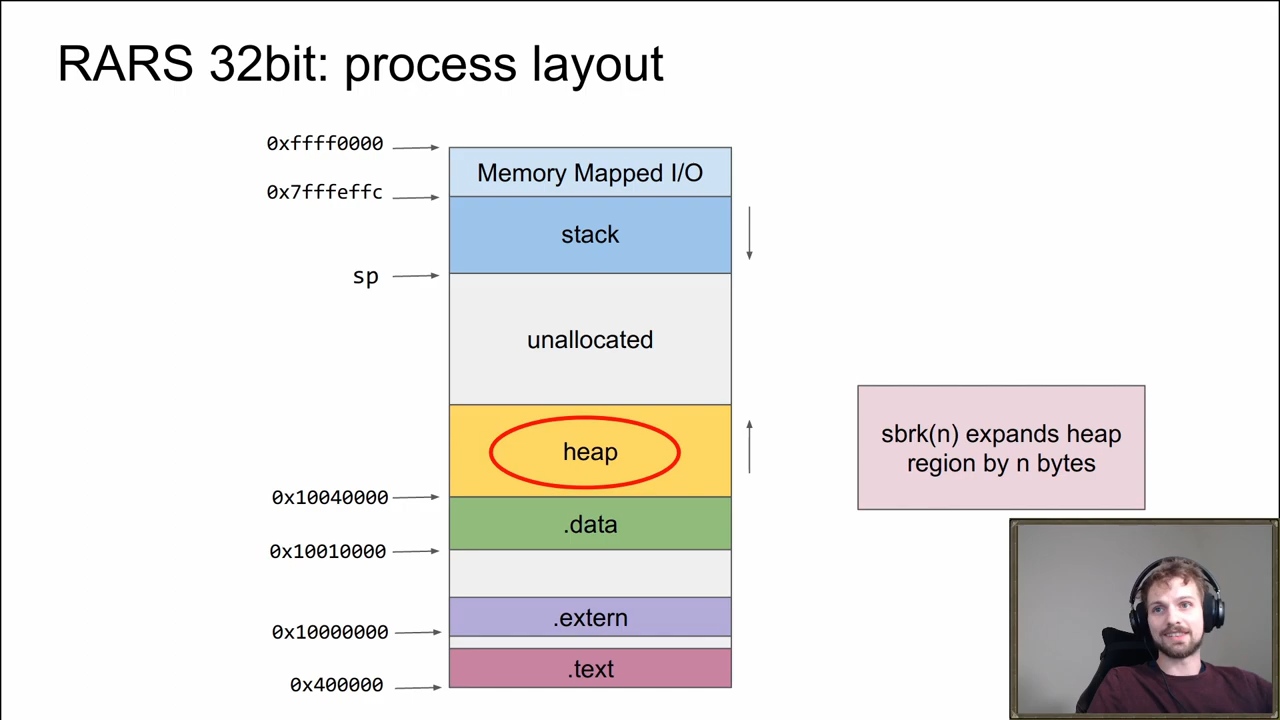 RARS 32bit: process layout
0xffff0000
Memory Mapped I/O
0x7fffeffc
stack
sp
unallocated
heap
sbrk(n) expands heap
region by n bytes
0x10040000
.data
0x10010000
.extern
0x10000000
.text
0x400000